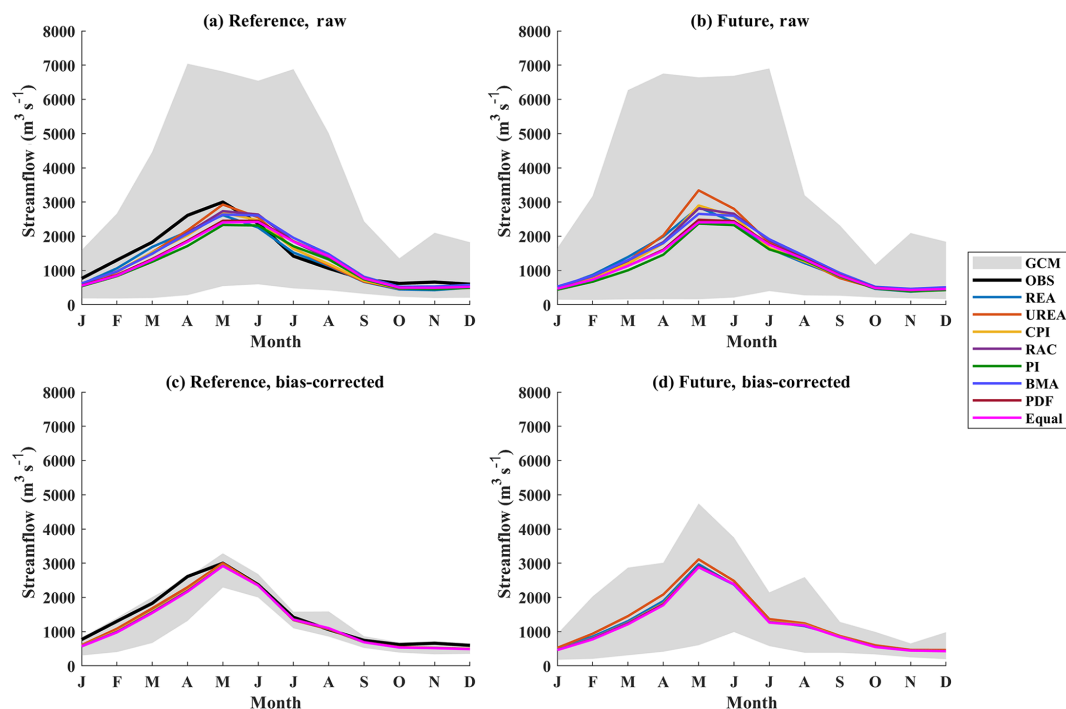 (a) Reference, raw
8000
7000
6000
5000
4000
3000
2000
1000
0
Streamflow (m³ s⁻¹)
J F M A M J J A S O N D
Month
(b) Future, raw
8000
7000
6000
5000
4000
3000
2000
1000
0
Streamflow (m³ s⁻¹)
J F M A M J J A S O N D
Month
GCM
OBS
REA
UREA
CPI
RAC
PI
BMA
PDF
Equal
(c) Reference, bias-corrected
8000
7000
6000
5000
4000
3000
2000
1000
0
Streamflow (m³ s⁻¹)
J F M A M J J A S O N D
Month
(d) Future, bias-corrected
8000
7000
6000
5000
4000
3000
2000
1000
0
Streamflow (m³ s⁻¹)
J F M A M J J A S O N D
Month